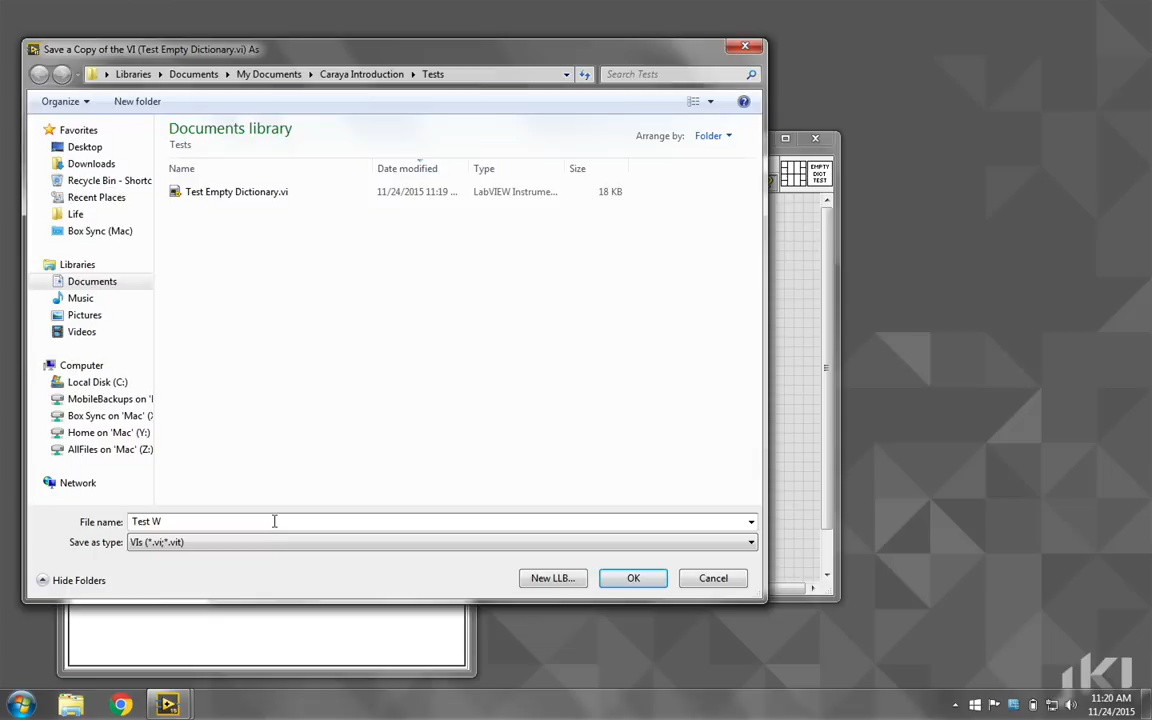 Save a Copy of the VI (Test Empty Dictionary.vi) As
Libraries Documents My Documents Caraya Introduction Tests
Search Tests
Organize New folder
Favorites
Desktop
Downloads
Recycle Bin - Shortc
Recent Places
Life
Box Sync (Mac)
Libraries
Documents
Music
Pictures
Videos
Computer
Local Disk (C:)
MobileBackups on '
Box Sync on 'Mac' (
Home on 'Mac' (Y:)
AllFiles on 'Mac' (Z:)
Network
Documents library
Tests
Arrange by: Folder
Name Date modified Type Size
Test Empty Dictionary.vi 11/24/2015 11:19 ... LabVIEW Instrume... 18 KB
File name: Test W
Save as type: VIs (*.vi;*.vit)
Hide Folders
New LLB... OK Cancel
EMPTY
DICT
TEST
JKI
11:20 AM
11/24/2015